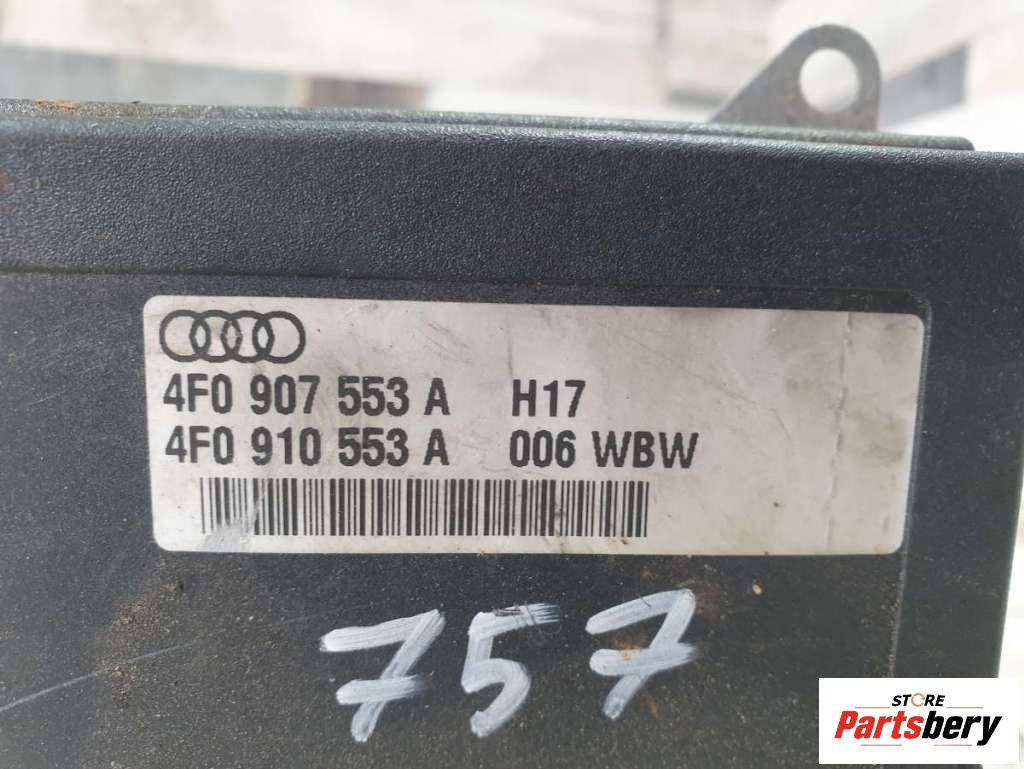 4F0 907 553 A H17
4F0 910 553 A 006 WBW
757
STORE
Partsbery